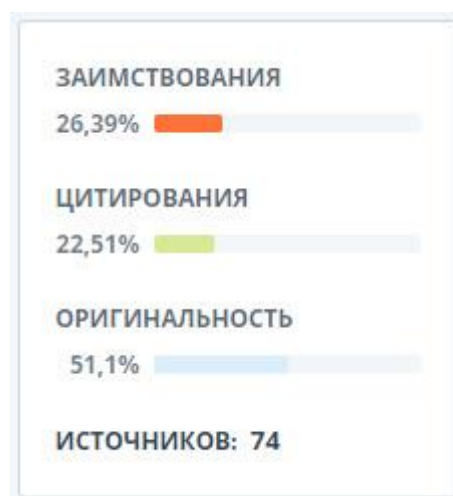 ЗАИМСТВОВАНИЯ
26,39%
ЦИТИРОВАНИЯ
22,51%
ОРИГИНАЛЬНОСТЬ
51,1%
ИСТОЧНИКОВ: 74